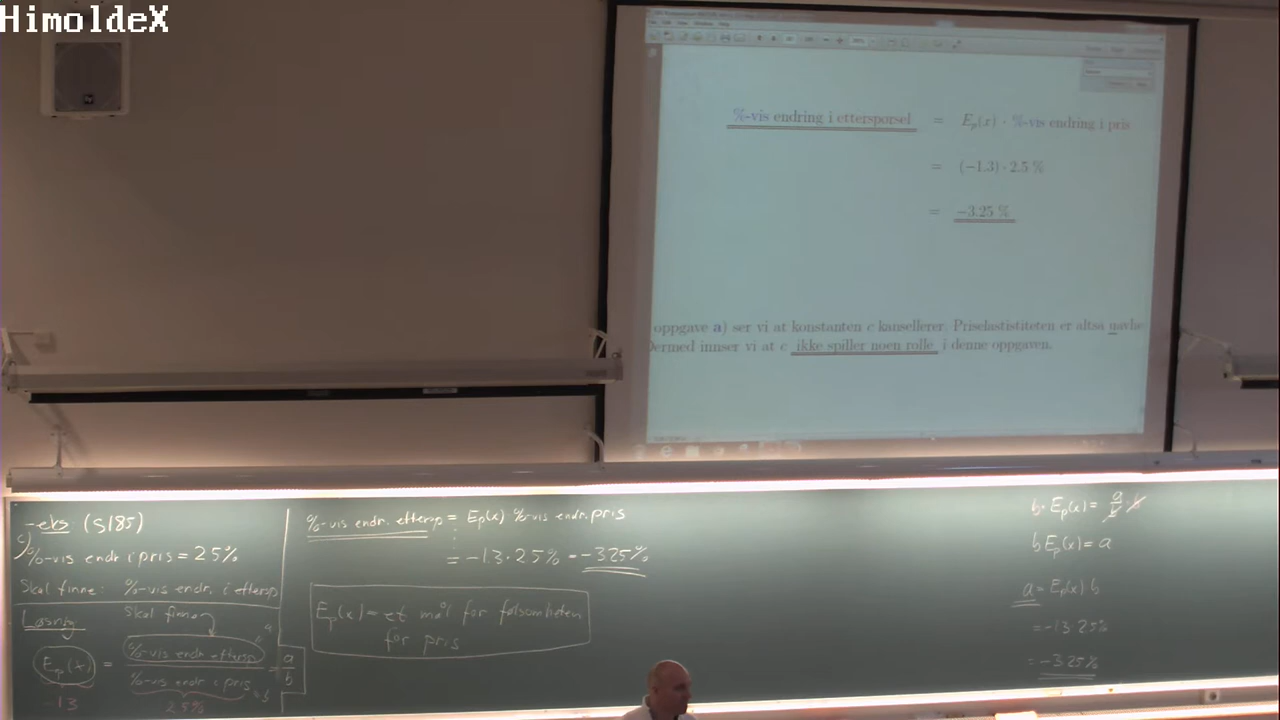 HimoldeX
%-vis endring i etterspørsel = Eₚ(x) · %-vis endring i pris
= (−1.3) · 2.5 %
= −3.25 %
oppgave a) ser vi at konstanten c kansellerer. Priselastistiteten er altså uavhe
Dermed innser vi at c ikke spiller noen rolle i denne oppgaven.
-eks: (S185)
c)
%-vis endr i pris = 2.5%
Skal finne: %-vis endr. i ettersp
Løsning
Skal finne
Eₚ(x) = %-vis endr ettersp / %-vis endr i pris = a/b
-1.3
2.5%
%-vis endr. ettersp = Eₚ(x) %-vis endr. pris
= -1.3 · 2.5% = -3.25%
Eₚ(x) = et mål for følsomheten
for pris
b · Eₚ(x) = a/b · b
b Eₚ(x) = a
a = Eₚ(x) b
= -1.3 · 2.5%
= -3.25%